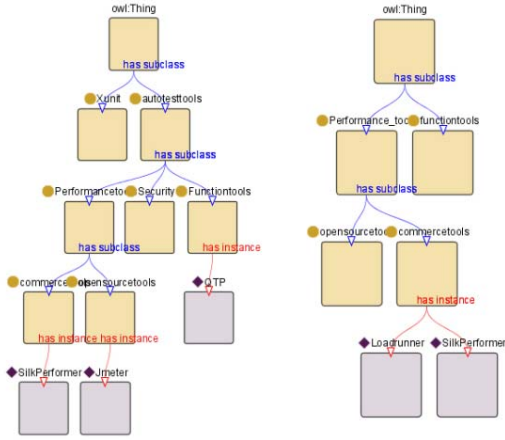 owl:Thing
has subclass
Xunit
autotesttools
has subclass
Performancetoo
Security
Functiontools
has subclass
has instance
commerce
opensourcetools
QTP
has instance
has instance
SilkPerformer
Jmeter
owl:Thing
has subclass
Performance_too
functiontools
has subclass
opensourceto
commercetools
has instance
Loadrunner
SilkPerformer